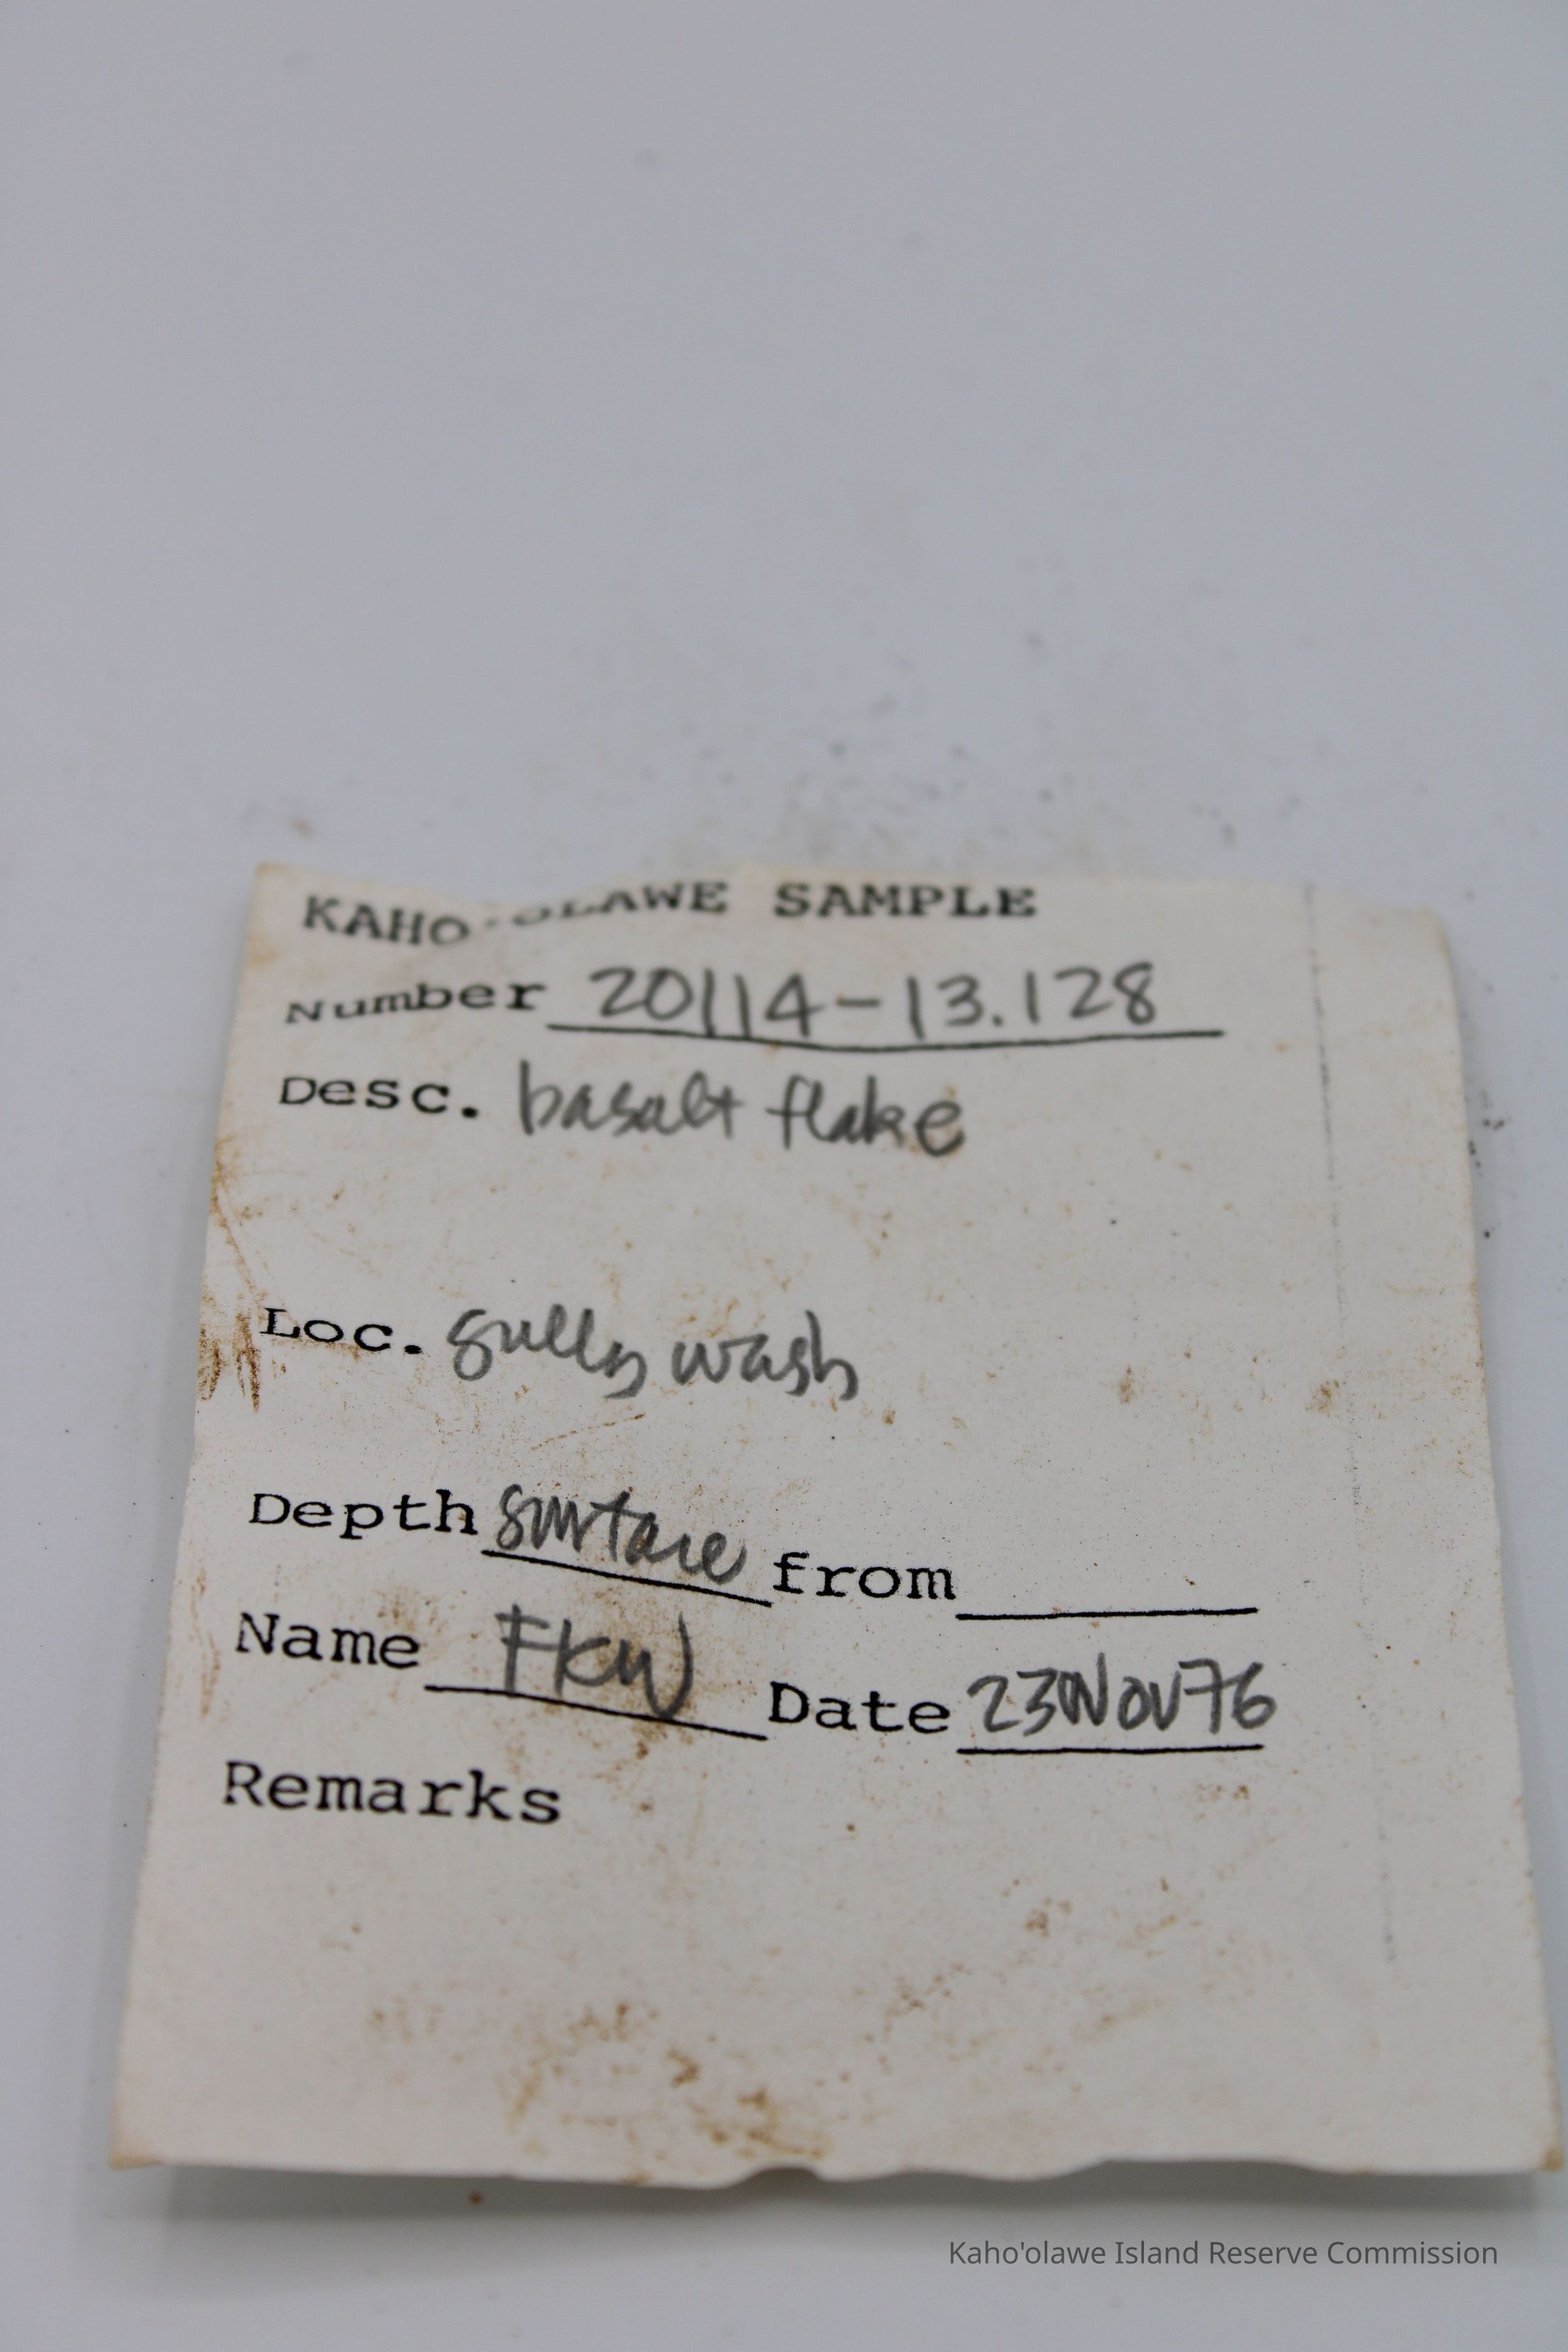 KAHO'OLAWE SAMPLE
Number 20114-13.128
Desc. basalt flake
Loc. gully wash
Depth surface from
Name FKW Date 23Nov76
Remarks
Kaho'olawe Island Reserve Commission